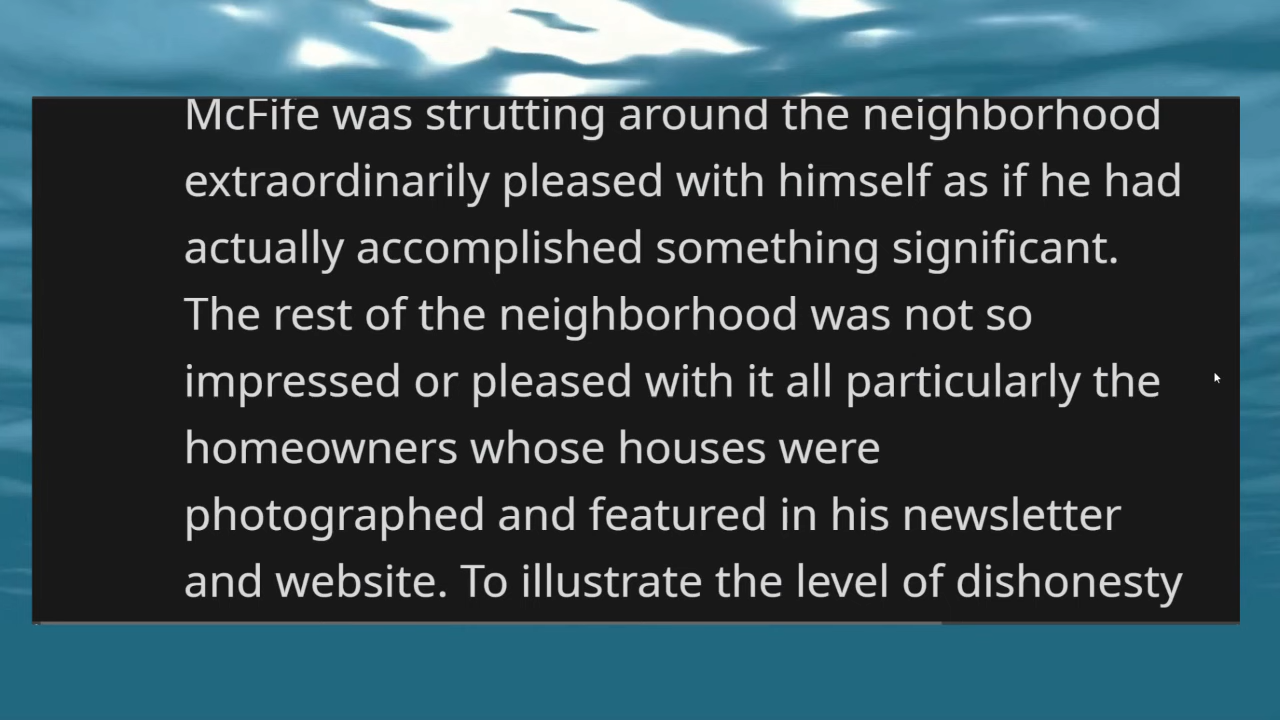 McFife was strutting around the neighborhood
extraordinarily pleased with himself as if he had
actually accomplished something significant.
The rest of the neighborhood was not so
impressed or pleased with it all particularly the
homeowners whose houses were
photographed and featured in his newsletter
and website. To illustrate the level of dishonesty